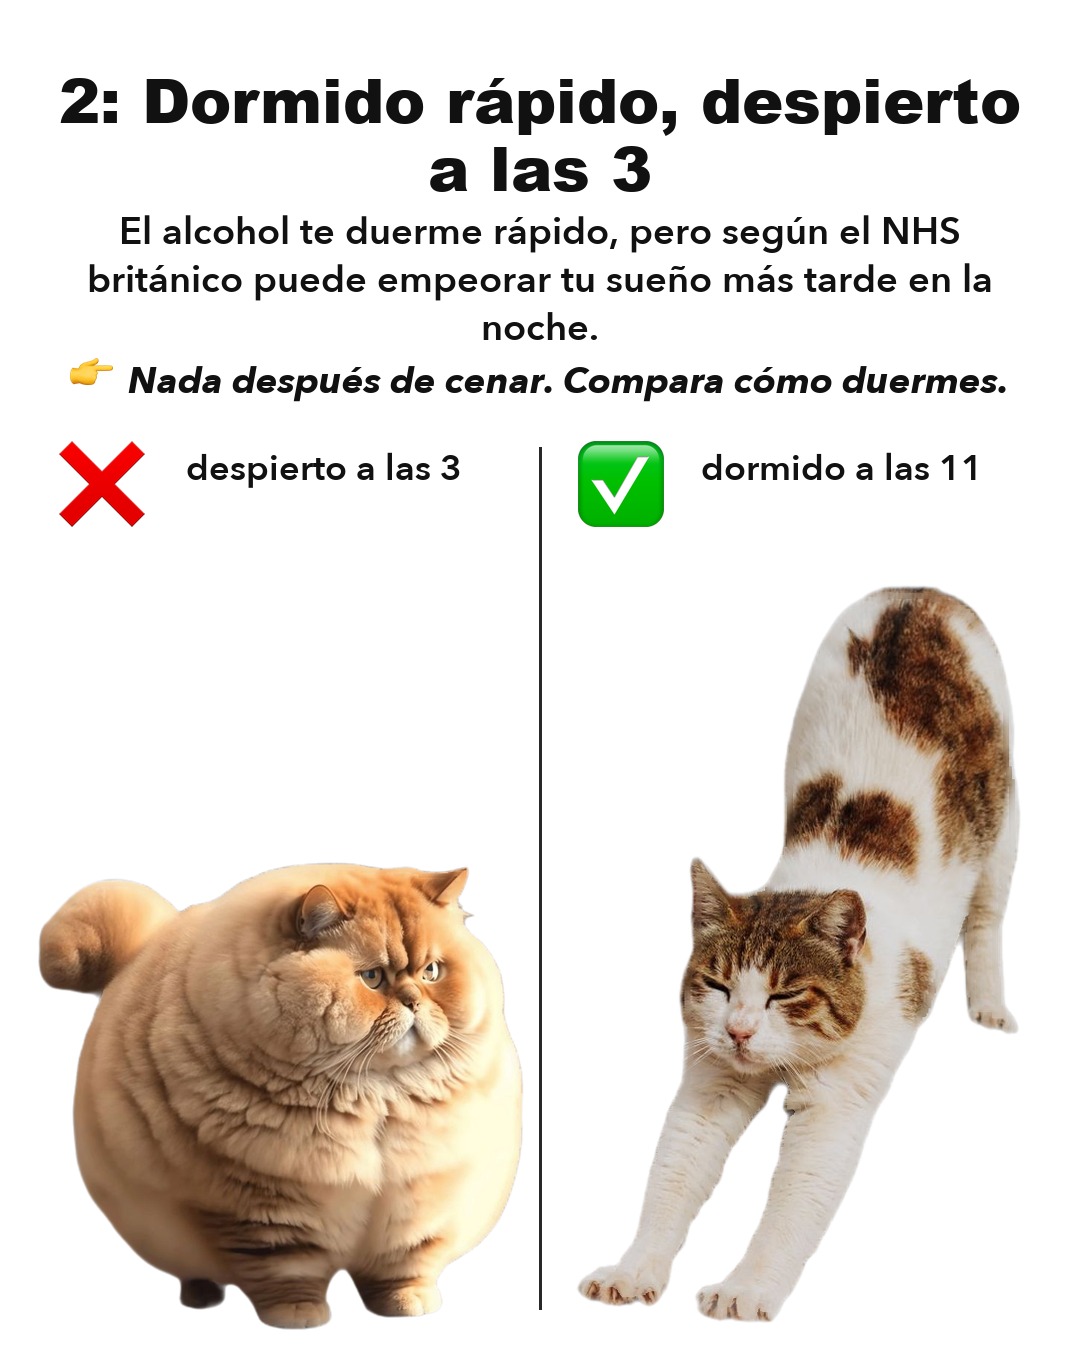 2: Dormido rápido, despierto
a las 3
El alcohol te duerme rápido, pero según el NHS
británico puede empeorar tu sueño más tarde en la
noche.
👉 Nada después de cenar. Compara cómo duermes.
❌ despierto a las 3
✅ dormido a las 11